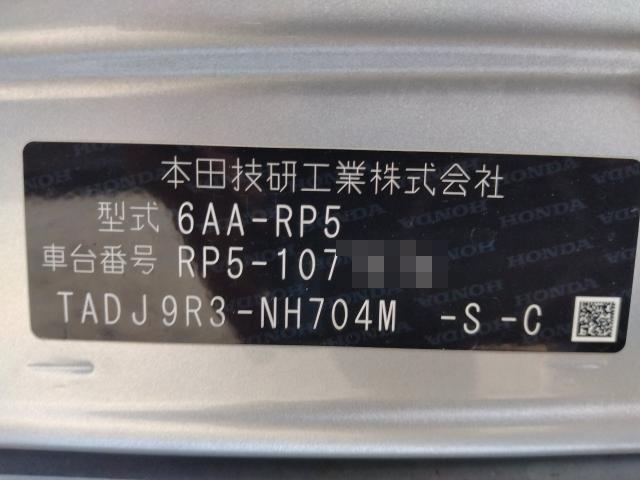 本田技研工業株式会社
型式 6AA-RP5
車台番号 RP5-107
TADJ9R3-NH704M -S-C